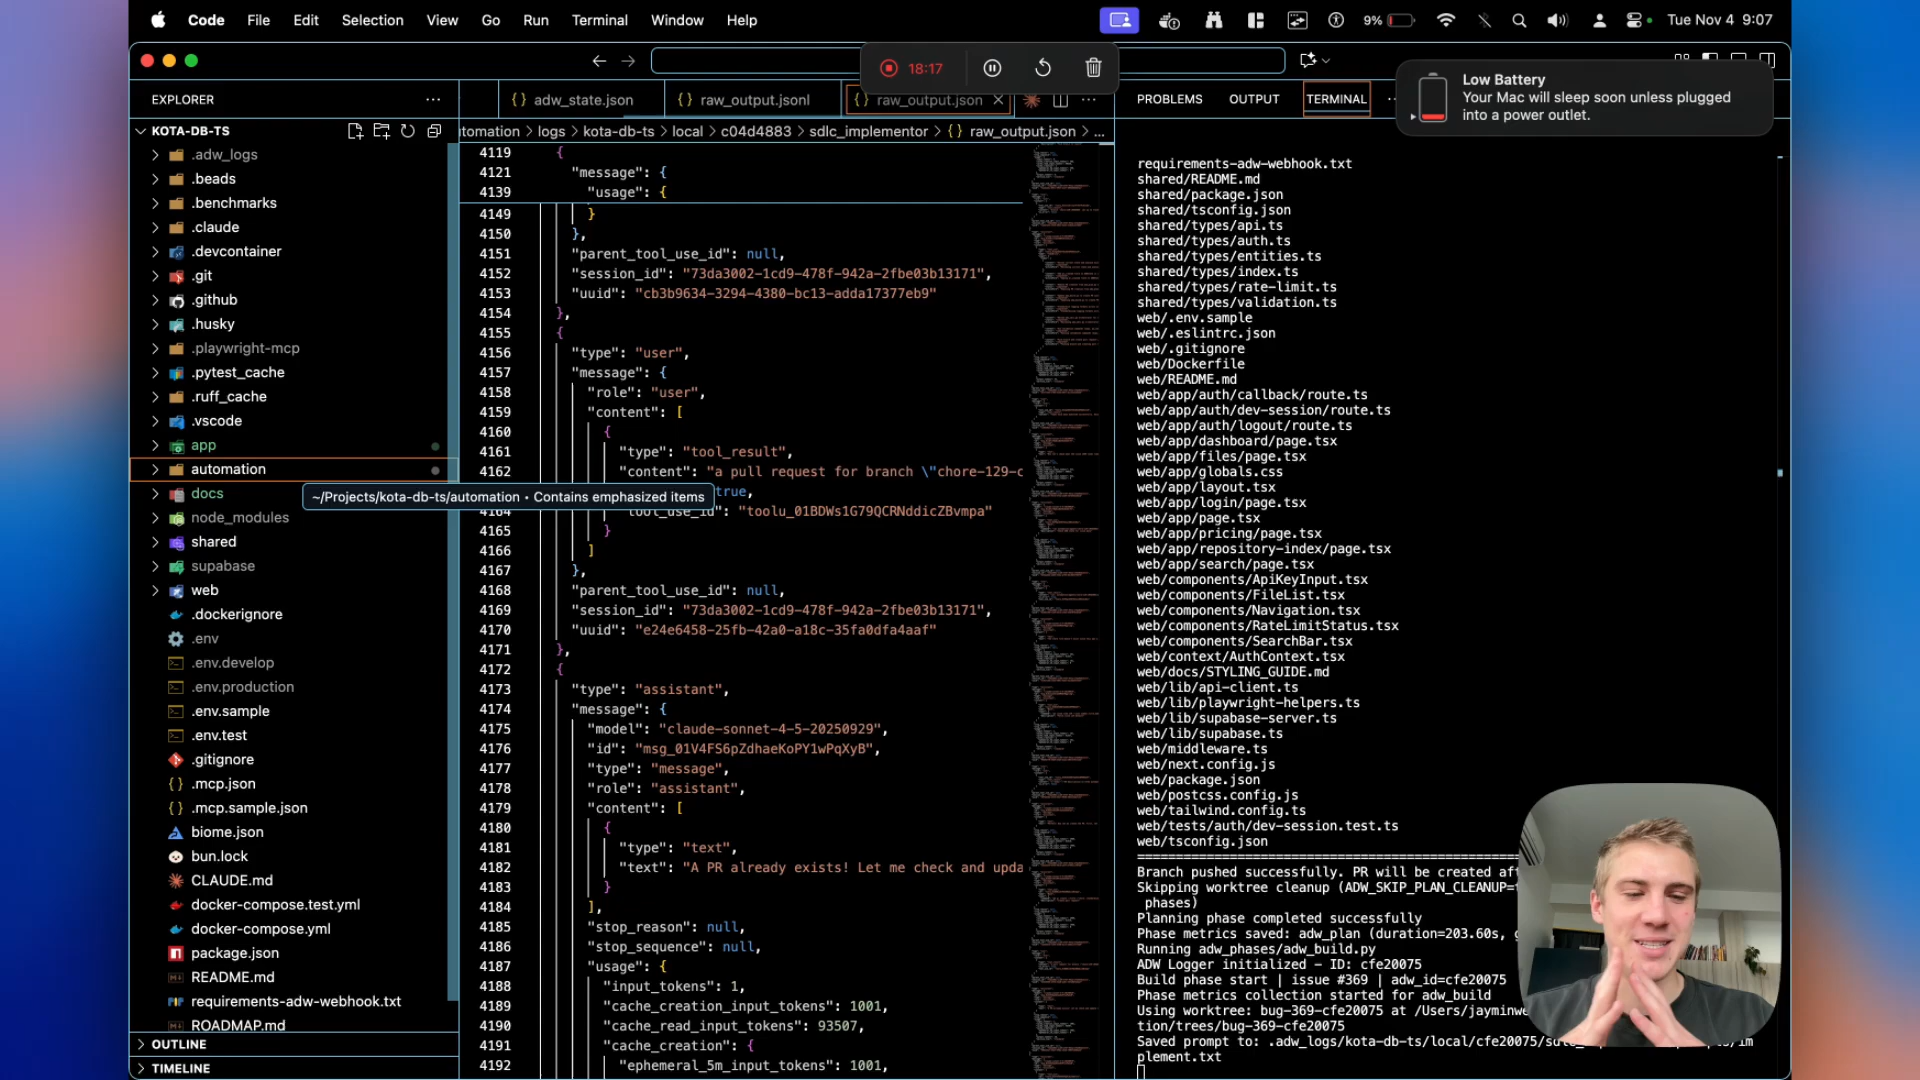 Code File Edit Selection View Go Run Terminal Window Help
9% Tue Nov 4 9:07
18:17
Low Battery
Your Mac will sleep soon unless plugged
into a power outlet.
EXPLORER
KOTA-DB-TS
.adw_logs
.beads
.benchmarks
.claude
.devcontainer
.git
.github
.husky
.playwright-mcp
.pytest_cache
.ruff_cache
.vscode
app
automation
docs
node_modules
shared
supabase
web
.dockerignore
.env
.env.develop
.env.production
.env.sample
.env.test
.gitignore
.mcp.json
.mcp.sample.json
biome.json
bun.lock
CLAUDE.md
docker-compose.test.yml
docker-compose.yml
package.json
README.md
requirements-adw-webhook.txt
ROADMAP.md
OUTLINE
TIMELINE
~/Projects/kota-db-ts/automation • Contains emphasized items
{} adw_state.json {} raw_output.jsonl {} raw_output.json
tomation > logs > kota-db-ts > local > c04d4883 > sdlc_implementor > {} raw_output.json > ...
4119 {
4121 "message": {
4139 "usage": {
4149 }
4150 },
4151 "parent_tool_use_id": null,
4152 "session_id": "73da3002-1cd9-478f-942a-2fbe03b13171",
4153 "uuid": "cb3b9634-3294-4380-bc13-adda17377eb9"
4154 },
4155 {
4156 "type": "user",
4157 "message": {
4158 "role": "user",
4159 "content": [
4160 {
4161 "type": "tool_result",
4162 "content": "a pull request for branch \"chore-129-c
true,
4164 "tool_use_id": "toolu_01BDWs1G79QCRNddicZBvmpa"
4165 }
4166 ]
4167 },
4168 "parent_tool_use_id": null,
4169 "session_id": "73da3002-1cd9-478f-942a-2fbe03b13171",
4170 "uuid": "e24e6458-25fb-42a0-a18c-35fa0dfa4aaf"
4171 },
4172 {
4173 "type": "assistant",
4174 "message": {
4175 "model": "claude-sonnet-4-5-20250929",
4176 "id": "msg_01V4FS6pZdhaeKoPY1wPqXyB",
4177 "type": "message",
4178 "role": "assistant",
4179 "content": [
4180 {
4181 "type": "text",
4182 "text": "A PR already exists! Let me check and upda
4183 }
4184 ],
4185 "stop_reason": null,
4186 "stop_sequence": null,
4187 "usage": {
4188 "input_tokens": 1,
4189 "cache_creation_input_tokens": 1001,
4190 "cache_read_input_tokens": 93507,
4191 "cache_creation": {
4192 "ephemeral_5m_input_tokens": 1001,
PROBLEMS OUTPUT TERMINAL
requirements-adw-webhook.txt
shared/README.md
shared/package.json
shared/tsconfig.json
shared/types/api.ts
shared/types/auth.ts
shared/types/entities.ts
shared/types/index.ts
shared/types/rate-limit.ts
shared/types/validation.ts
web/.env.sample
web/.eslintrc.json
web/.gitignore
web/Dockerfile
web/README.md
web/app/auth/callback/route.ts
web/app/auth/dev-session/route.ts
web/app/auth/logout/route.ts
web/app/dashboard/page.tsx
web/app/files/page.tsx
web/app/globals.css
web/app/layout.tsx
web/app/login/page.tsx
web/app/page.tsx
web/app/pricing/page.tsx
web/app/repository-index/page.tsx
web/app/search/page.tsx
web/components/ApiKeyInput.tsx
web/components/FileList.tsx
web/components/Navigation.tsx
web/components/RateLimitStatus.tsx
web/components/SearchBar.tsx
web/context/AuthContext.tsx
web/docs/STYLING_GUIDE.md
web/lib/api-client.ts
web/lib/playwright-helpers.ts
web/lib/supabase-server.ts
web/lib/supabase.ts
web/middleware.ts
web/next.config.js
web/package.json
web/postcss.config.js
web/tailwind.config.ts
web/tests/auth/dev-session.test.ts
web/tsconfig.json
Branch pushed successfully. PR will be created
Skipping worktree cleanup (ADW_SKIP_PLAN_CLEANUP=
phases)
Planning phase completed successfully
Phase metrics saved: adw_plan (duration=203.60s,
Running adw_phases/adw_build.py
ADW Logger initialized – ID: cfe20075
Build phase start | issue #369 | adw_id=cfe20075
Phase metrics collection started for adw_build
Using worktree: bug-369-cfe20075 at
tion/trees/bug-369-cfe20075
Saved prompt to: .adw_logs/kota-db-ts/local/cfe20075/
plement.txt